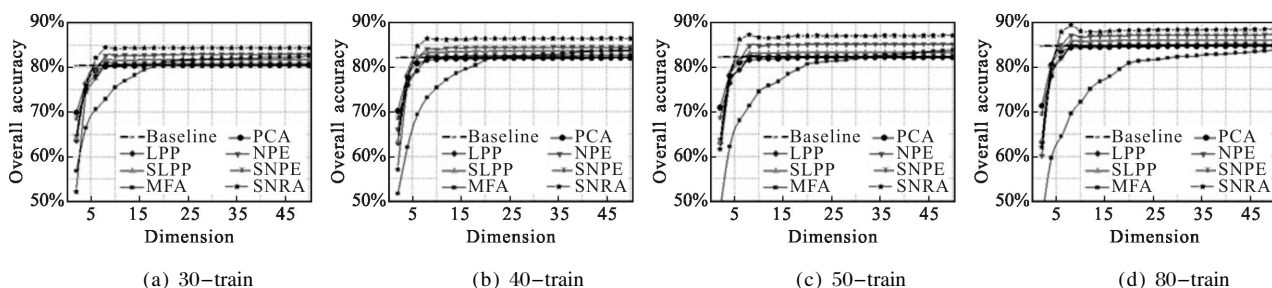 90%
80%
70%
60%
50%
Overall accuracy
Baseline PCA
LPP NPE
SLPP SNPE
MFA SNRA
5 15 25 35 45
Dimension
(a) 30-train
90%
80%
70%
60%
50%
Overall accuracy
Baseline PCA
LPP NPE
SLPP SNPE
MFA SNRA
5 15 25 35 45
Dimension
(b) 40-train
90%
80%
70%
60%
50%
Overall accuracy
Baseline PCA
LPP NPE
SLPP SNPE
MFA SNRA
5 15 25 35 45
Dimension
(c) 50-train
90%
80%
70%
60%
50%
Overall accuracy
Baseline PCA
LPP NPE
SLPP SNPE
MFA SNRA
5 15 25 35 45
Dimension
(d) 80-train